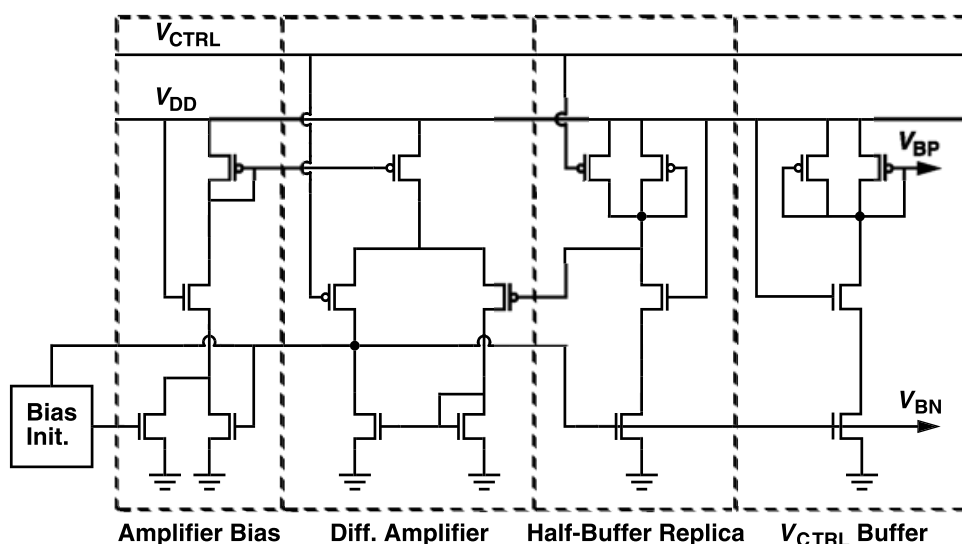 VCTRL
VDD
VBP
VBN
Bias
Init.
Amplifier Bias
Diff. Amplifier
Half-Buffer Replica
VCTRL Buffer